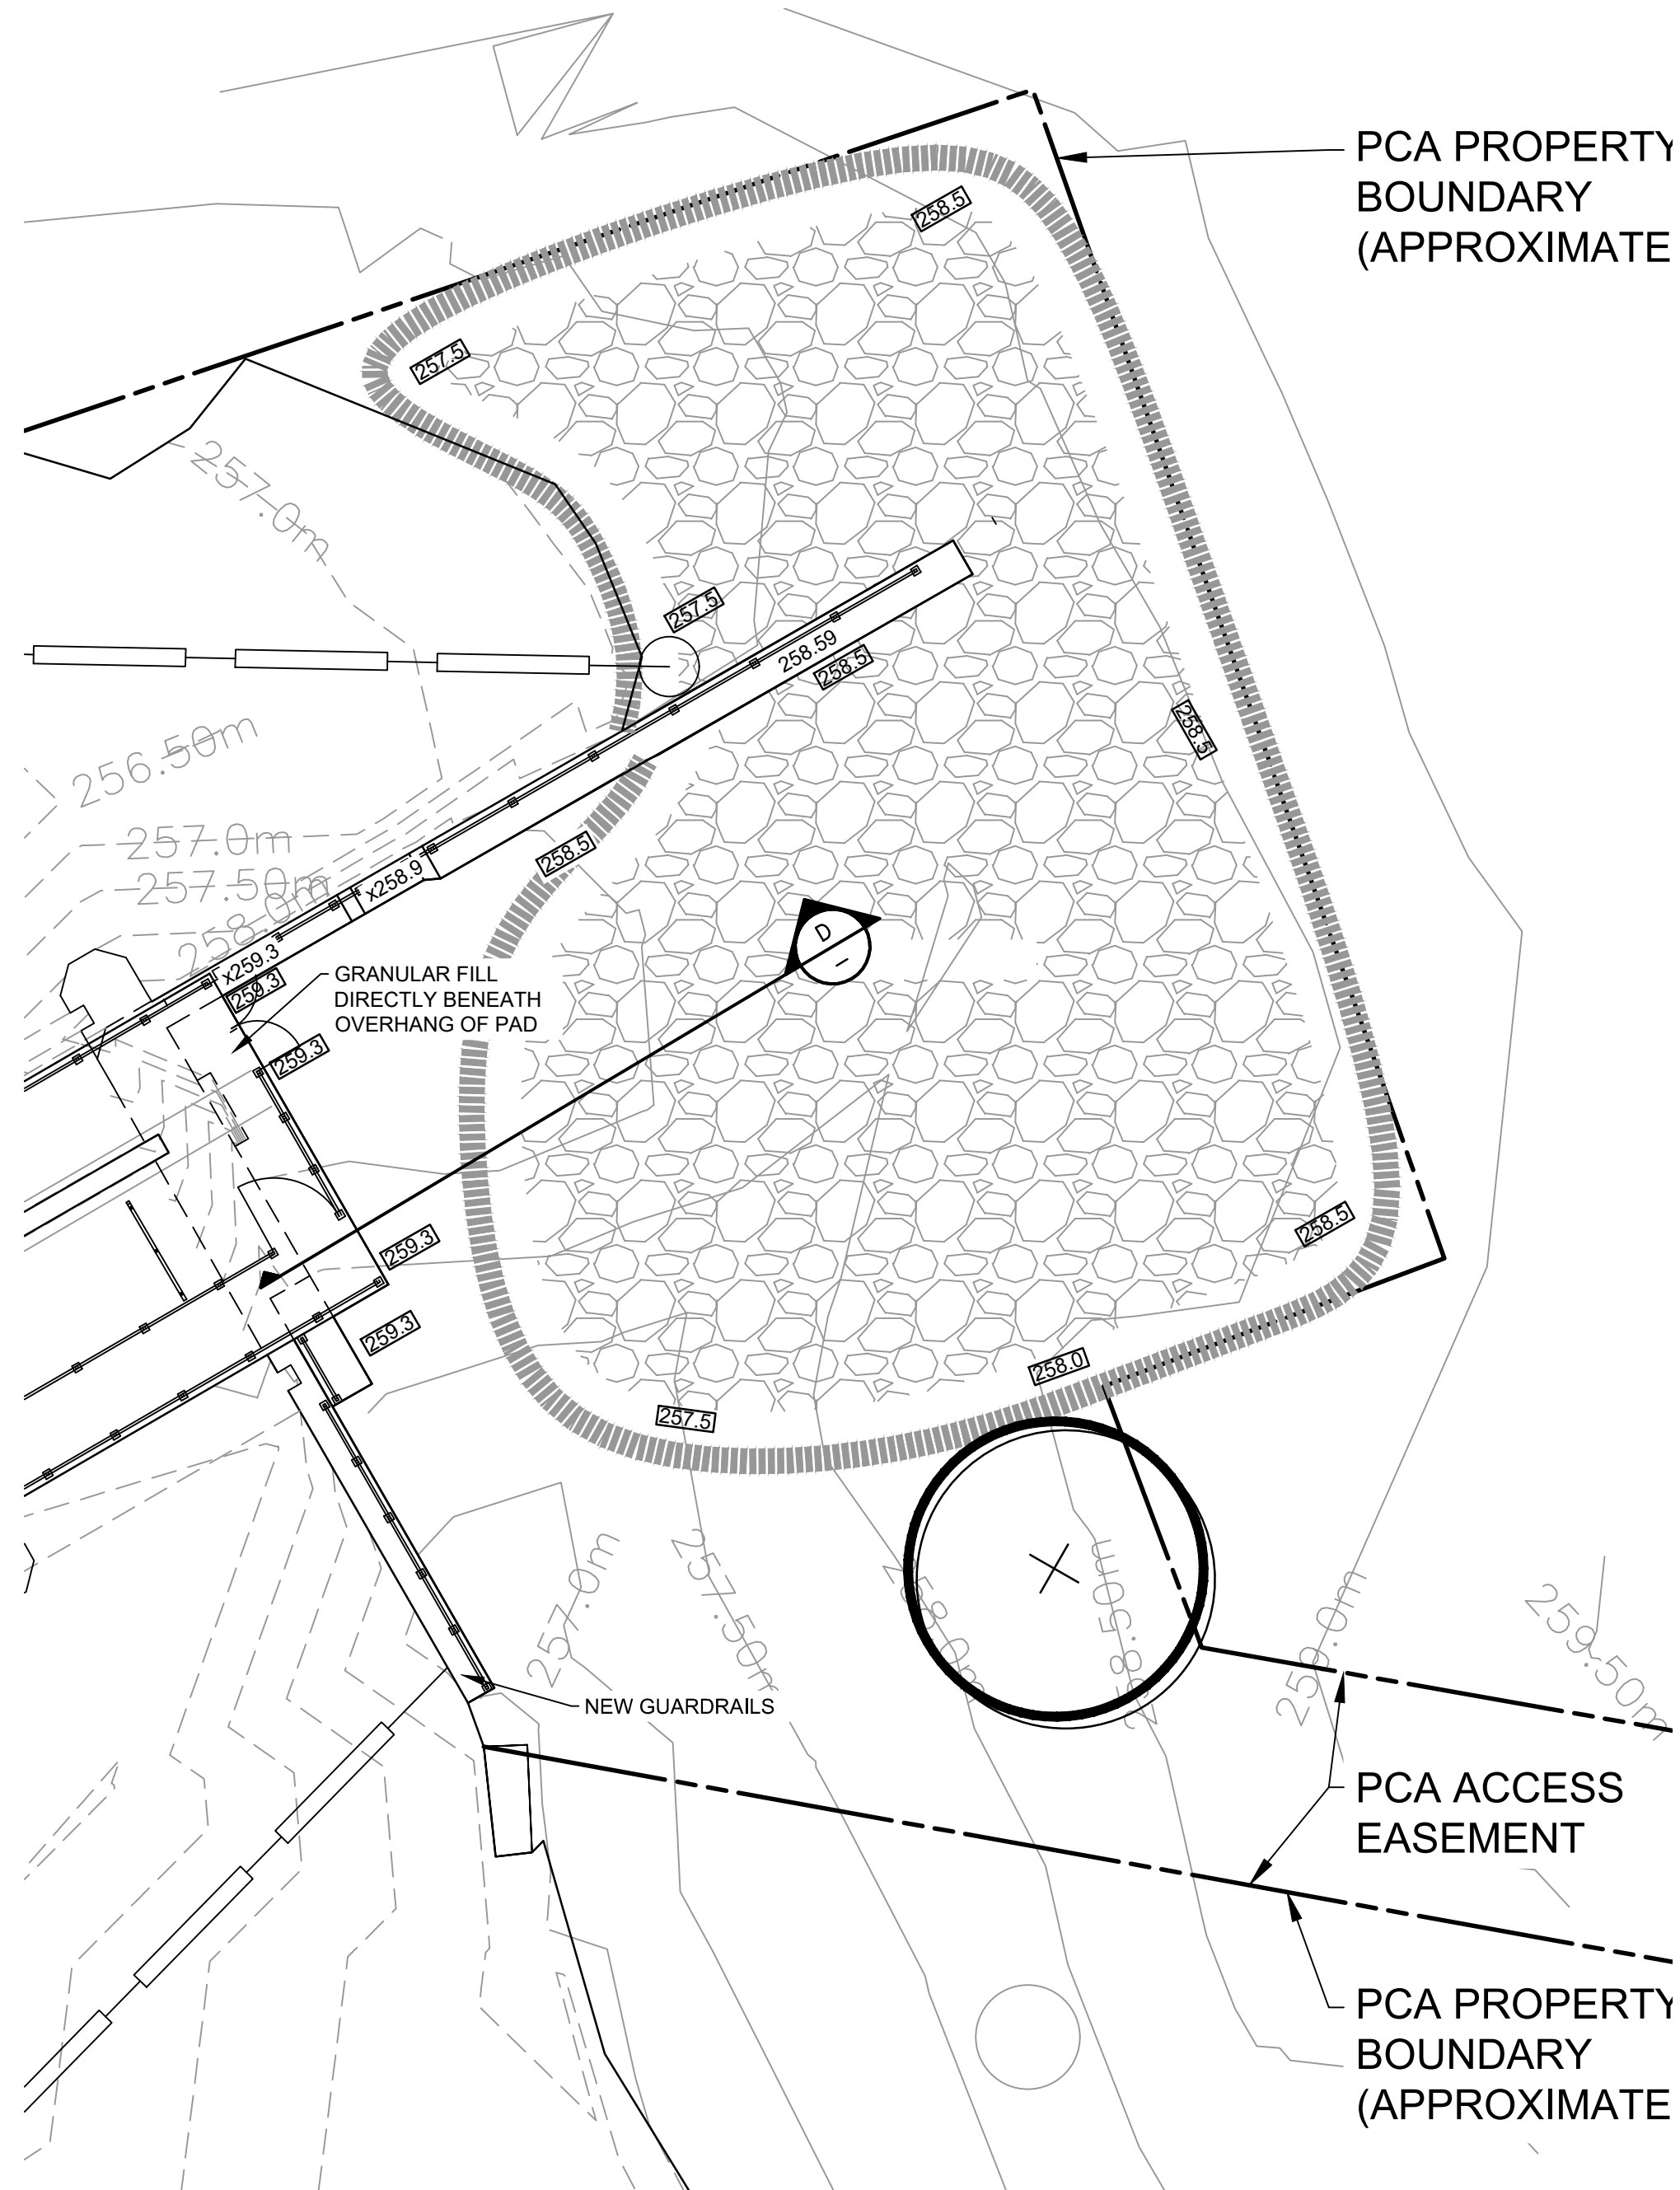 PCA PROPERTY
BOUNDARY
(APPROXIMATE
258.5
257.5
257.0m
257.5
258.59
258.5
258.5
256.50m
257.0m
258.5
x258.9
257.50m
258.0m
x259.3
259.3
D
GRANULAR FILL
DIRECTLY BENEATH
OVERHANG OF PAD
259.3
259.3
258.5
259.3
258.0
257.5
257.0m
257.50m
258.0m
258.50m
259.0m
259.50m
NEW GUARDRAILS
PCA ACCESS
EASEMENT
PCA PROPERTY
BOUNDARY
(APPROXIMATE